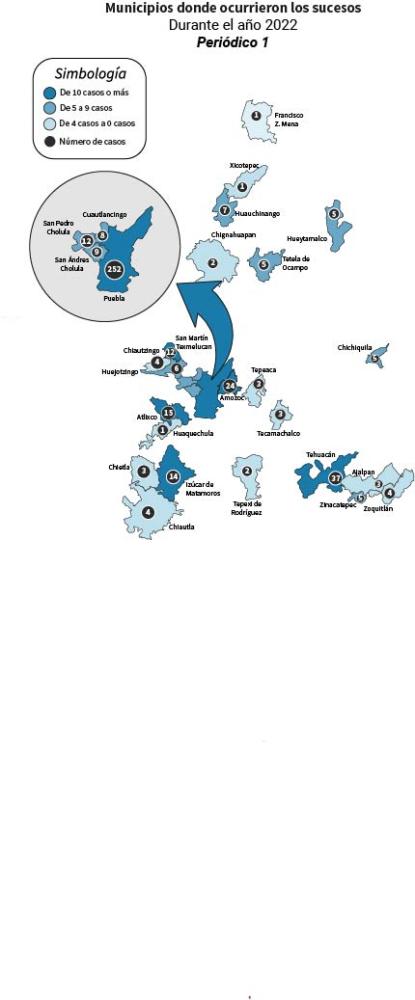 Municipios donde ocurrieron los sucesos
Durante el año 2022
Periódico 1
Simbología
De 10 casos o más
De 5 a 9 casos
De 4 casos a 0 casos
Número de casos
1
Francisco
Z. Mena
Xicotepec
1
7
Huauchinango
5
Hueytamalco
Chignahuapan
2
5
Tetela de
Ocampo
Cuautlancingo
San Pedro
Cholula
8
12
9
San Ándres
Cholula
252
Puebla
San Martín
Texmelucan
Chiautzingo
12
4
6
Huejotzingo
Chichiquila
5
Tepeaca
24
2
Amozoc
Atlixco
15
1
Huaquechula
Tecamachalco
Chietla
3
14
Izúcar de
Matamoros
4
Chiautla
2
Tepexi de
Rodríguez
Tehuacán
37
Ajalpan
3
4
Zinacatepec
5
Zoquitlán